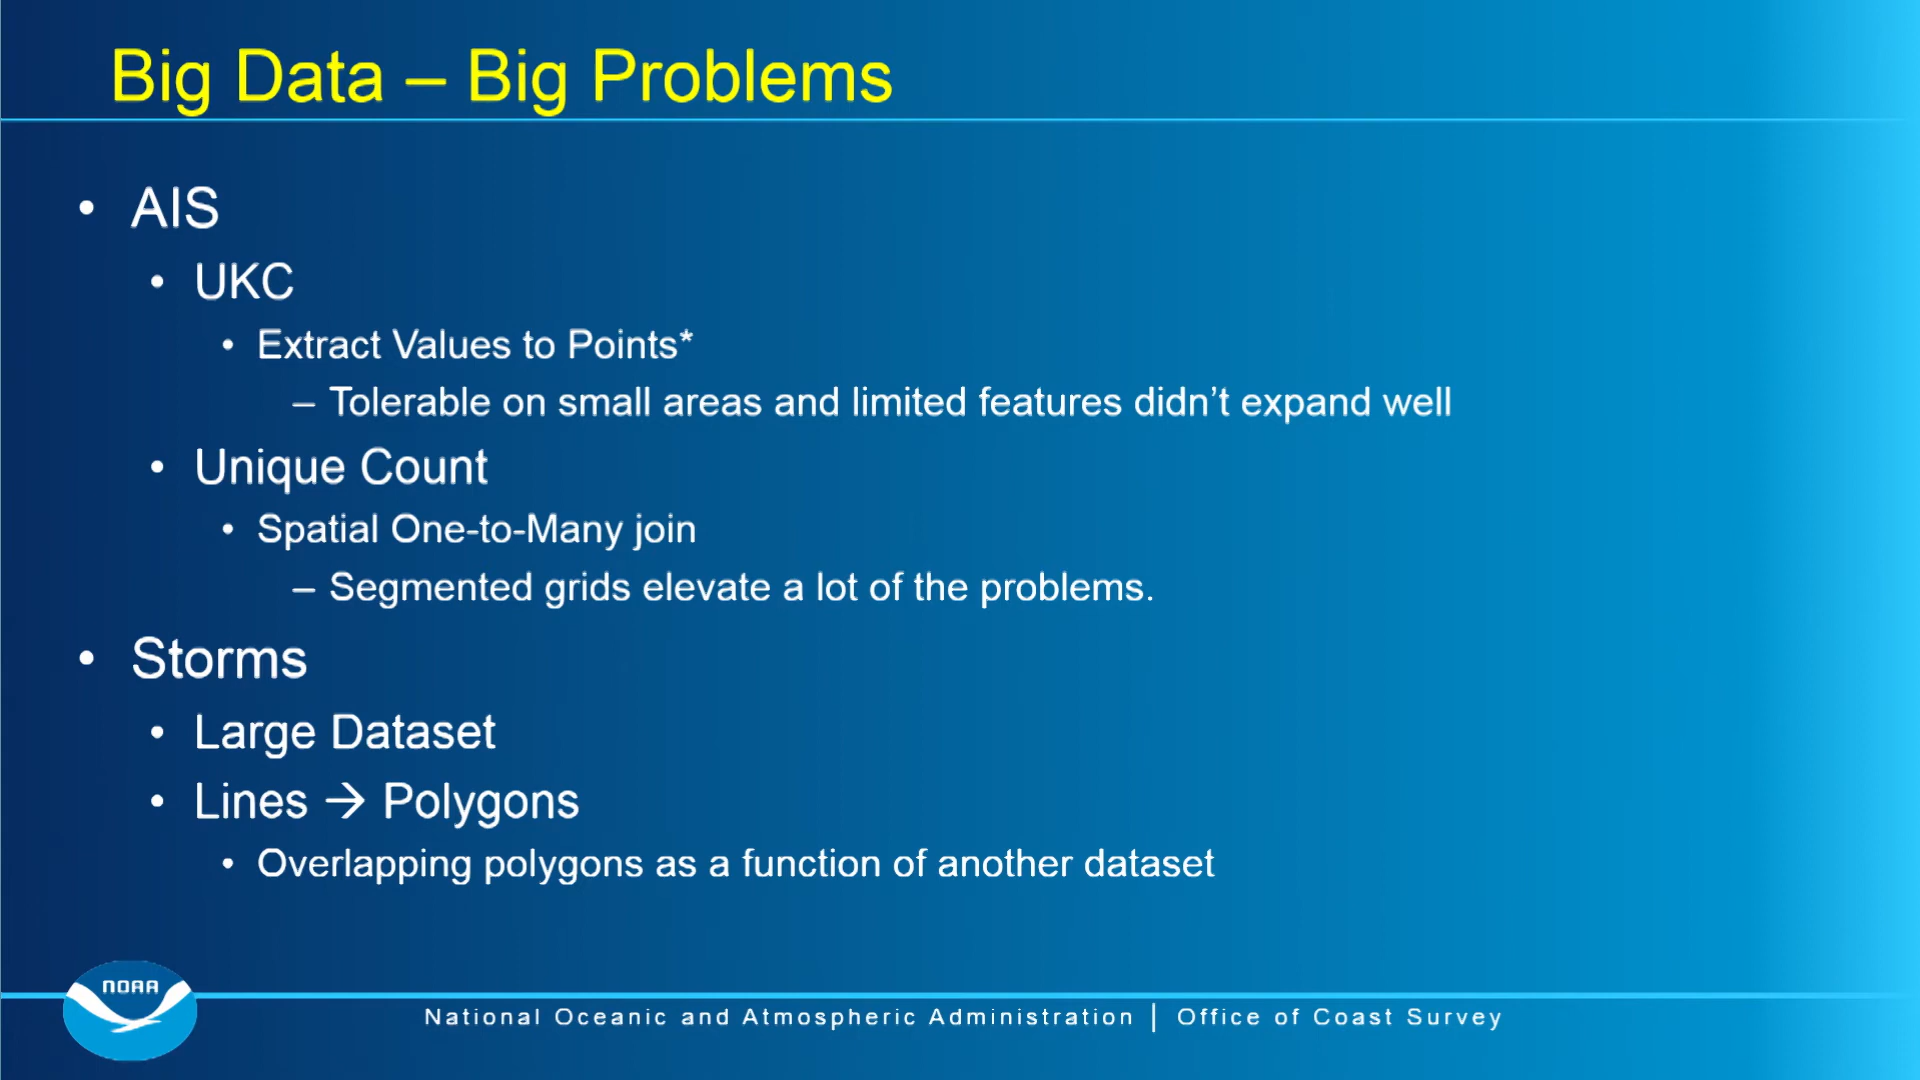 Big Data – Big Problems
• AIS
• UKC
• Extract Values to Points*
– Tolerable on small areas and limited features didn’t expand well
• Unique Count
• Spatial One-to-Many join
– Segmented grids elevate a lot of the problems.
• Storms
• Large Dataset
• Lines → Polygons
• Overlapping polygons as a function of another dataset
NOAA
National Oceanic and Atmospheric Administration | Office of Coast Survey